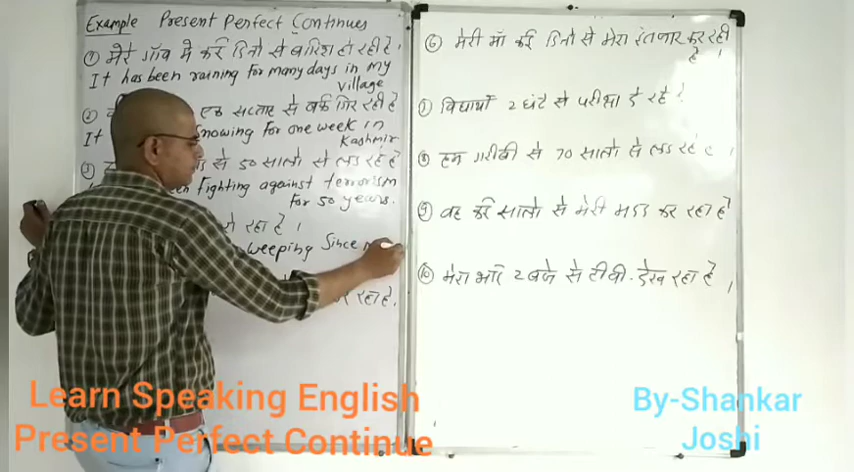 Example Present Perfect Continues
① मेरे गाँव मे कई दिनो से बारिश हो रही है ।
It has been raining for many days in my
village
② एक सप्ताह से बर्फ गिर रही है
It snowing for one week in
Kashmir
③ से 50 सालो से लड रहे है
fighting against terrorism
for 50 years.
रो रहा है ।
weeping Since
रहा है .
⑥ मेरी माँ कई दिनो से मेरा इंतजार कर रही
है ।
विद्यार्थी 2 घंटे से परीक्षा दे रहे है
⑧ हम गरीबी से 70 सालो से लड रहे है ।
⑨ वह कई सालो से मेरी मदद कर रहा है
⑩ मेरा भाई 2 बजे से टीवी . देख रहा है ।
Learn Speaking English
Present Perfect Continue
By-Shankar
Joshi